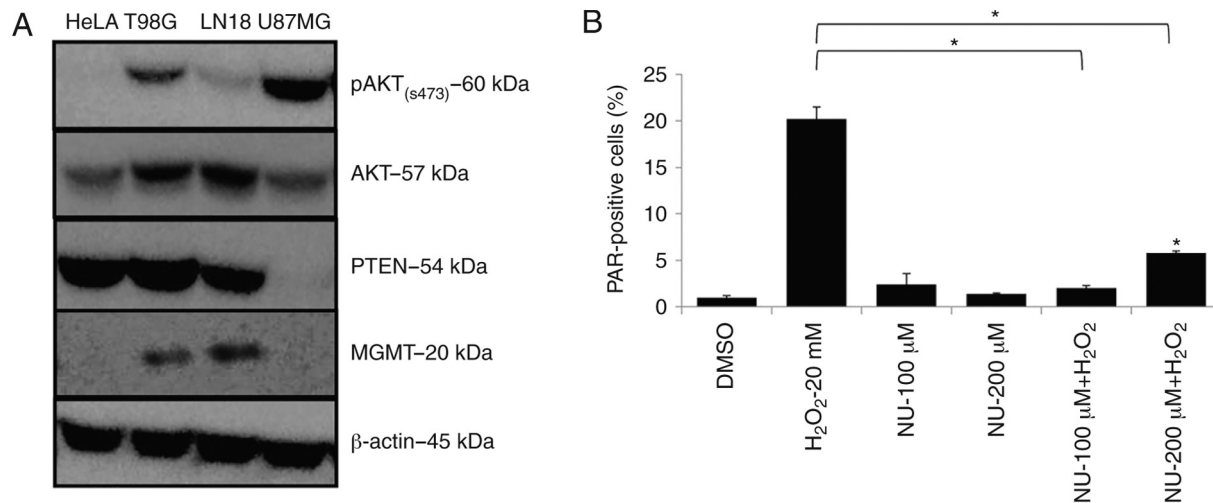 A
HeLA T98G LN18 U87MG
pAKT(s473)–60 kDa
AKT–57 kDa
PTEN–54 kDa
MGMT–20 kDa
β-actin–45 kDa
B
*
*
PAR-positive cells (%)
25
20
15
10
5
0
*
DMSO
H₂O₂-20 mM
NU-100 µM
NU-200 µM
NU-100 µM+H₂O₂
NU-200 µM+H₂O₂